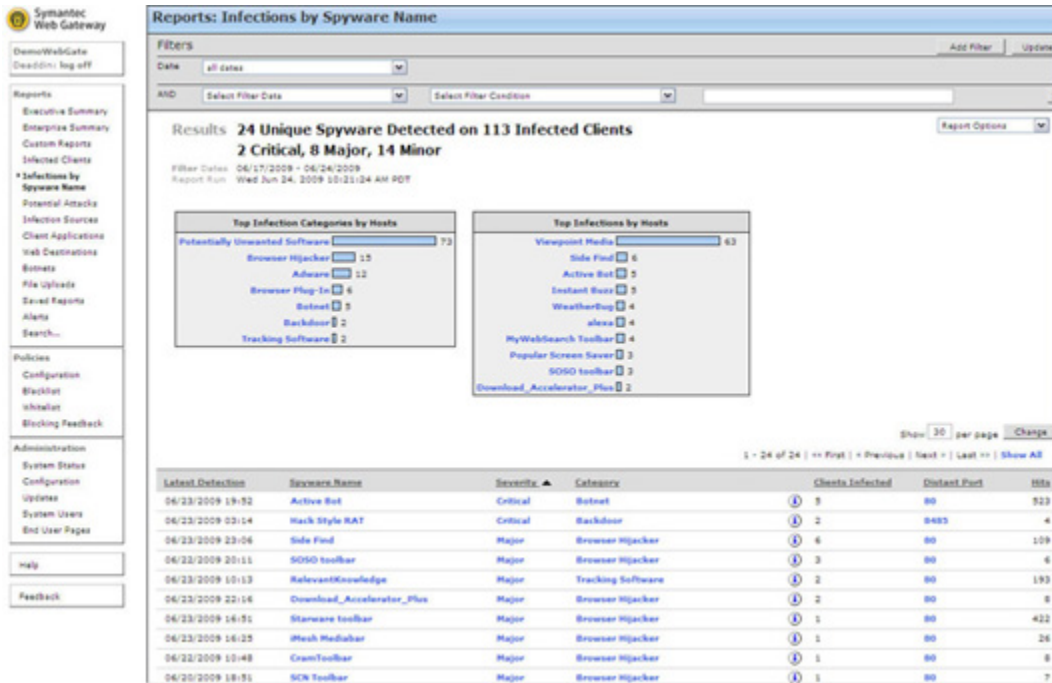 Symantec
Web Gateway
DemoWebGate
Deaddin: log off
Reports
Executive Summary
Enterprise Summary
Custom Reports
Infected Clients
Infections by
Spyware Name
Potential Attacks
Infection Sources
Client Applications
Web Destinations
Botnets
File Uploads
Saved Reports
Alerts
Search...
Policies
Configuration
Blacklist
Whitelist
Blocking Feedback
Administration
System Status
Configuration
Updates
System Users
End User Pages
Help
Feedback
Reports: Infections by Spyware Name
Filters
Add Filter Update
Date all dates
AND Select Filter Data Select Filter Condition
Results 24 Unique Spyware Detected on 113 Infected Clients
2 Critical, 8 Major, 14 Minor
Report Options
Filter Dates 06/17/2009 - 06/24/2009
Report Run Wed Jun 24, 2009 10:21:24 AM PDT
Top Infection Categories by Hosts
Potentially Unwanted Software 73
Browser Hijacker 15
Adware 12
Browser Plug-In 6
Botnet 5
Backdoor 2
Tracking Software 2
Top Infections by Hosts
Viewpoint Media 63
Side Find 6
Active Bot 5
Instant Buzz 5
WeatherBug 4
alexa 4
MyWebSearch Toolbar 4
Popular Screen Saver 3
SOSO toolbar 3
Download_Accelerator_Plus 2
Show 30 per page Change
1 - 24 of 24 | << First | < Previous | Next > | Last >> | Show All
Latest Detection Spyware Name Severity ▲ Category Clients Infected Distant Port Hits
06/23/2009 19:52 Active Bot Critical Botnet 5 80 523
06/23/2009 03:14 Hack Style RAT Critical Backdoor 2 8485 4
06/23/2009 23:06 Side Find Major Browser Hijacker 6 80 109
06/22/2009 20:11 SOSO toolbar Major Browser Hijacker 3 80 6
06/23/2009 10:13 RelevantKnowledge Major Tracking Software 2 80 193
06/23/2009 22:16 Download_Accelerator_Plus Major Browser Hijacker 2 80 8
06/23/2009 16:51 Starware toolbar Major Browser Hijacker 1 80 422
06/23/2009 16:25 iMesh Mediabar Major Browser Hijacker 1 80 26
06/22/2009 10:48 CramToolbar Major Browser Hijacker 1 80 8
06/20/2009 18:51 SCN Toolbar Major Browser Hijacker 1 80 7